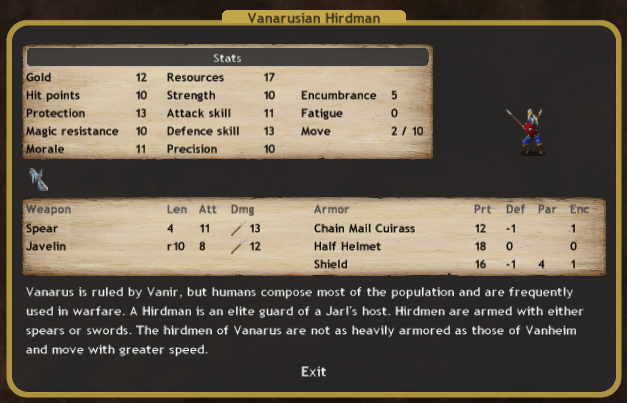 Vanarusian Hirdman
Stats
Gold 12 Resources 17
Hit points 10 Strength 10 Encumbrance 5
Protection 13 Attack skill 11 Fatigue 0
Magic resistance 10 Defence skill 13 Move 2 / 10
Morale 11 Precision 10
Weapon Len Att Dmg Armor Prt Def Par Enc
Spear 4 11 13 Chain Mail Cuirass 12 -1 1
Javelin r10 8 12 Half Helmet 18 0 0
Shield 16 -1 4 1
Vanarus is ruled by Vanir, but humans compose most of the population and are frequently
used in warfare. A Hirdman is an elite guard of a Jarl's host. Hirdmen are armed with either
spears or swords. The hirdmen of Vanarus are not as heavily armored as those of Vanheim
and move with greater speed.
Exit